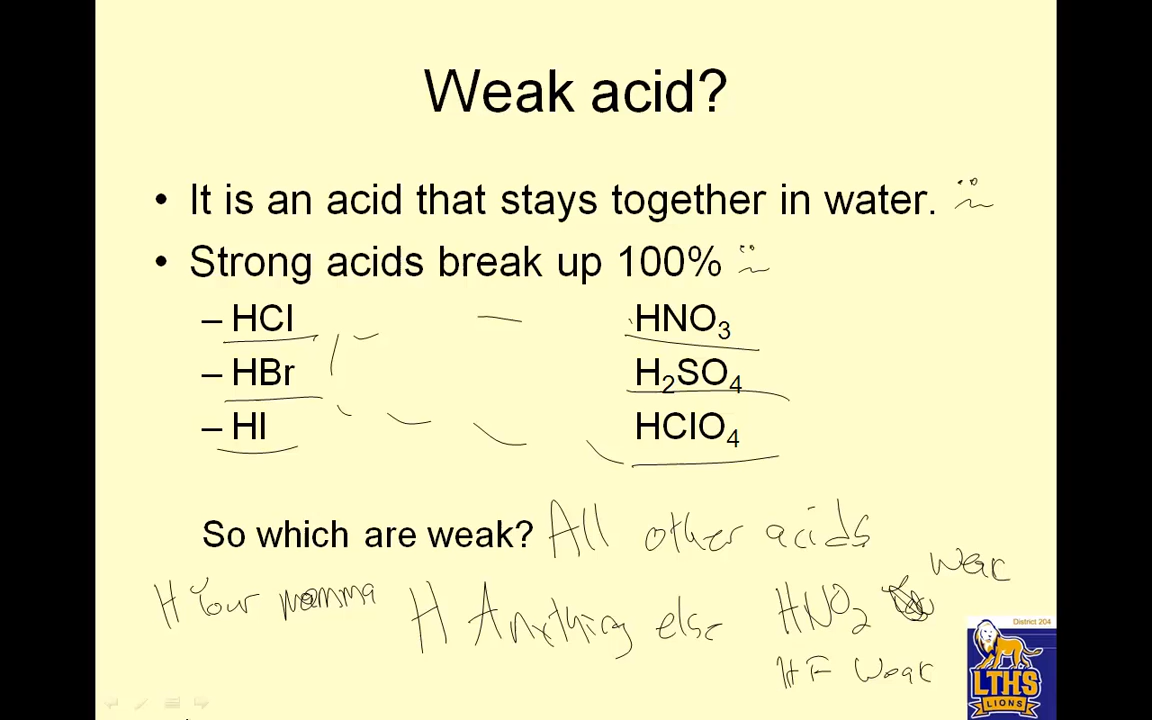 Weak acid?
• It is an acid that stays together in water.
• Strong acids break up 100%
– HCl HNO₃
– HBr H₂SO₄
– HI HClO₄
So which are weak? All other acids
H Your mamma H Anything else HNO₂ weak
HF Weak
District 204
LTHS
LIONS